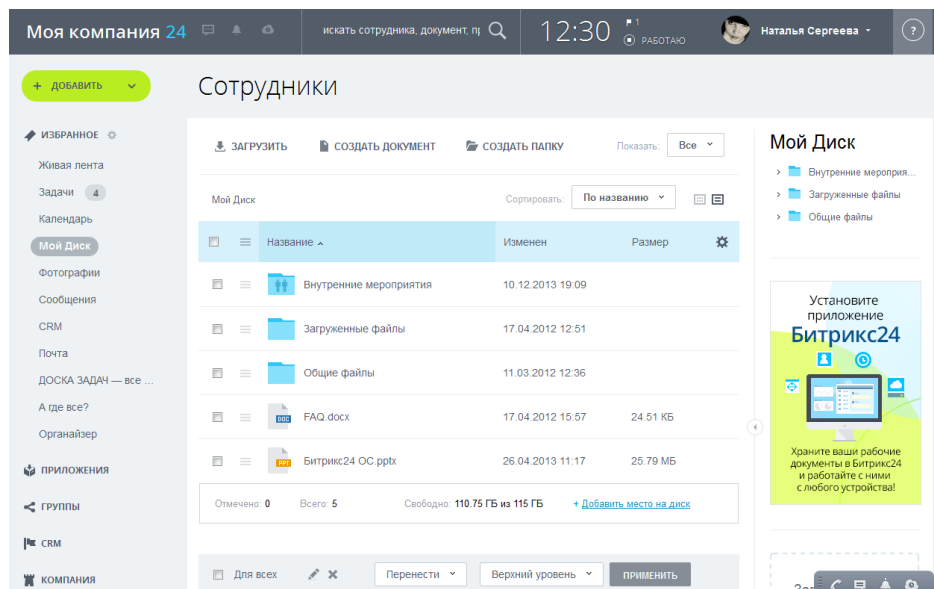 Моя компания 24
искать сотрудника, документ, пр
12:30
1
РАБОТАЮ
Наталья Сергеева
?
+ ДОБАВИТЬ
Сотрудники
ИЗБРАННОЕ
Живая лента
Задачи 4
Календарь
Мой Диск
Фотографии
Сообщения
CRM
Почта
ДОСКА ЗАДАЧ — все ...
А где все?
Органайзер
ПРИЛОЖЕНИЯ
ГРУППЫ
CRM
КОМПАНИЯ
ЗАГРУЗИТЬ СОЗДАТЬ ДОКУМЕНТ СОЗДАТЬ ПАПКУ Показать: Все
Мой Диск Сортировать: По названию
Название Изменен Размер
Внутренние мероприятия 10.12.2013 19:09
Загруженные файлы 17.04.2012 12:51
Общие файлы 11.03.2012 12:36
DOC FAQ.docx 17.04.2012 15:57 24.51 КБ
PPT Битрикс24 ОС.pptx 26.04.2013 11:17 25.79 МБ
Отмечено: 0 Всего: 5 Свободно: 110.75 ГБ из 115 ГБ + Добавить место на диск
Для всех Перенести Верхний уровень ПРИМЕНИТЬ
Мой Диск
Внутренние мероприя...
Загруженные файлы
Общие файлы
Установите
приложение
Битрикс24
Храните ваши рабочие
документы в Битрикс24
и работайте с ними
с любого устройства!